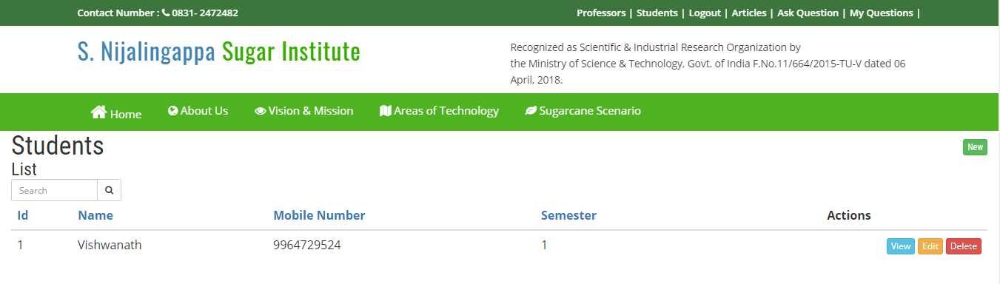 Contact Number : 0831- 2472482
Professors | Students | Logout | Articles | Ask Question | My Questions |
S. Nijalingappa Sugar Institute
Recognized as Scientific & Industrial Research Organization by
the Ministry of Science & Technology, Govt. of India F.No.11/664/2015-TU-V dated 06
April, 2018.
Home About Us Vision & Mission Areas of Technology Sugarcane Scenario
Students
New
List
Search
Id Name Mobile Number Semester Actions
1 Vishwanath 9964729524 1 View Edit Delete